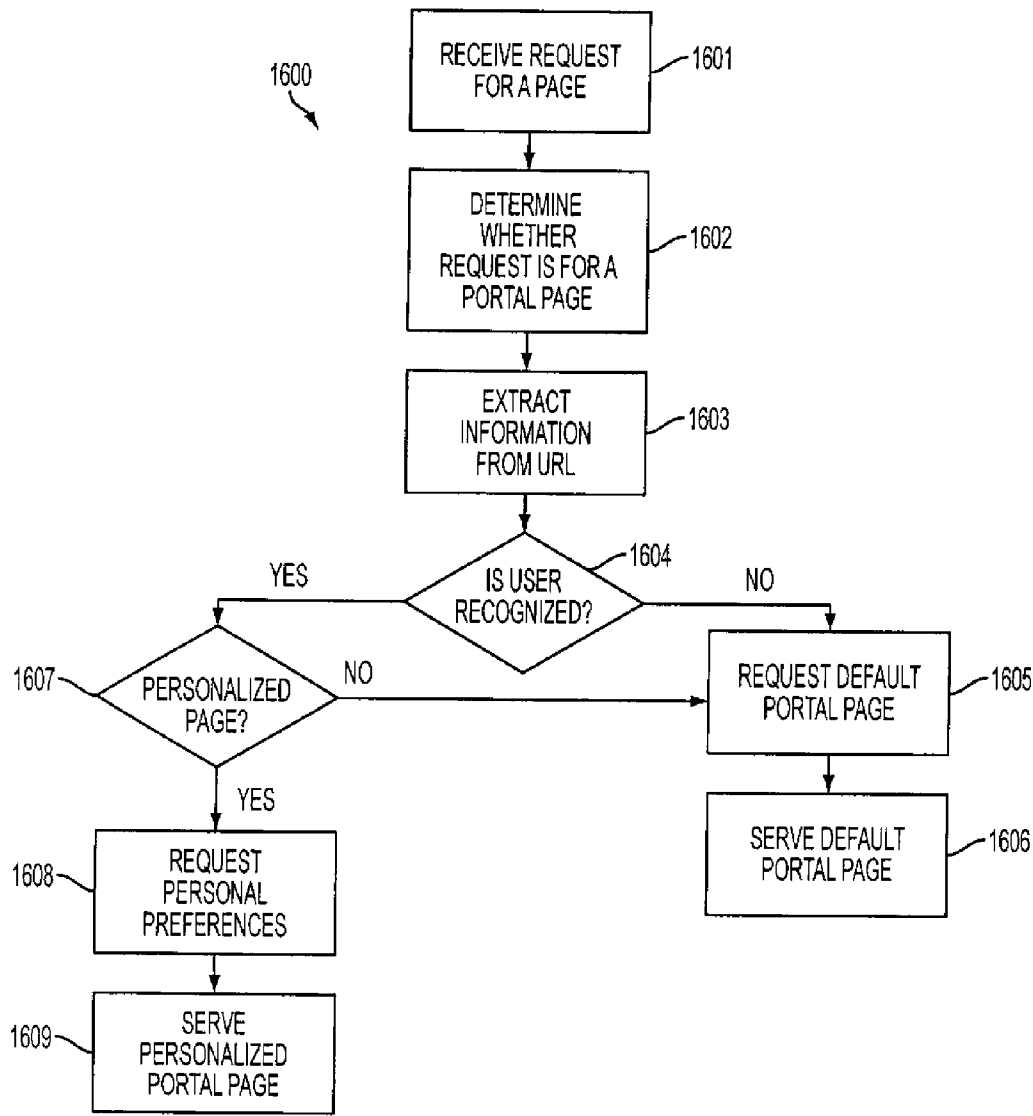 RECEIVE REQUEST
FOR A PAGE
1601
1600
DETERMINE
WHETHER
REQUEST IS FOR A
PORTAL PAGE
1602
EXTRACT
INFORMATION
FROM URL
1603
IS USER
RECOGNIZED?
1604
YES
NO
PERSONALIZED
PAGE?
1607
NO
REQUEST DEFAULT
PORTAL PAGE
1605
YES
SERVE DEFAULT
PORTAL PAGE
1606
REQUEST
PERSONAL
PREFERENCES
1608
SERVE
PERSONALIZED
PORTAL PAGE
1609